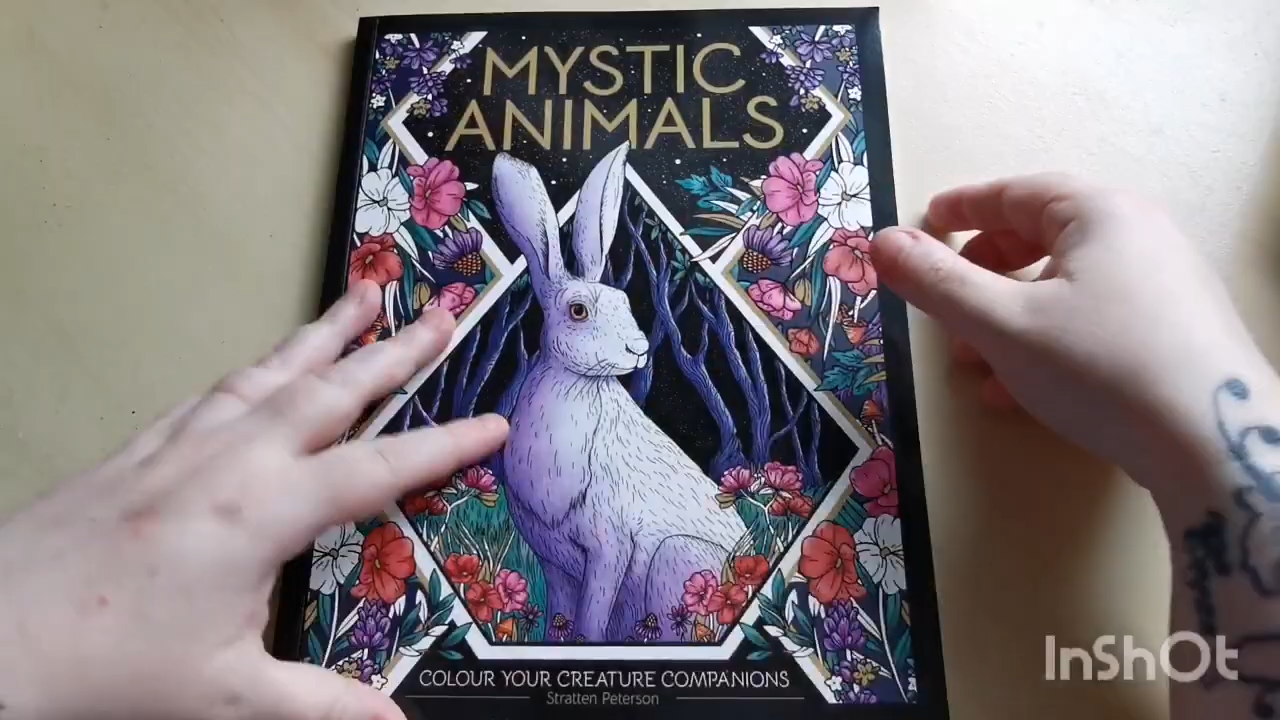 MYSTIC
ANIMALS
COLOUR YOUR CREATURE COMPANIONS
Stratten Peterson
InShOt